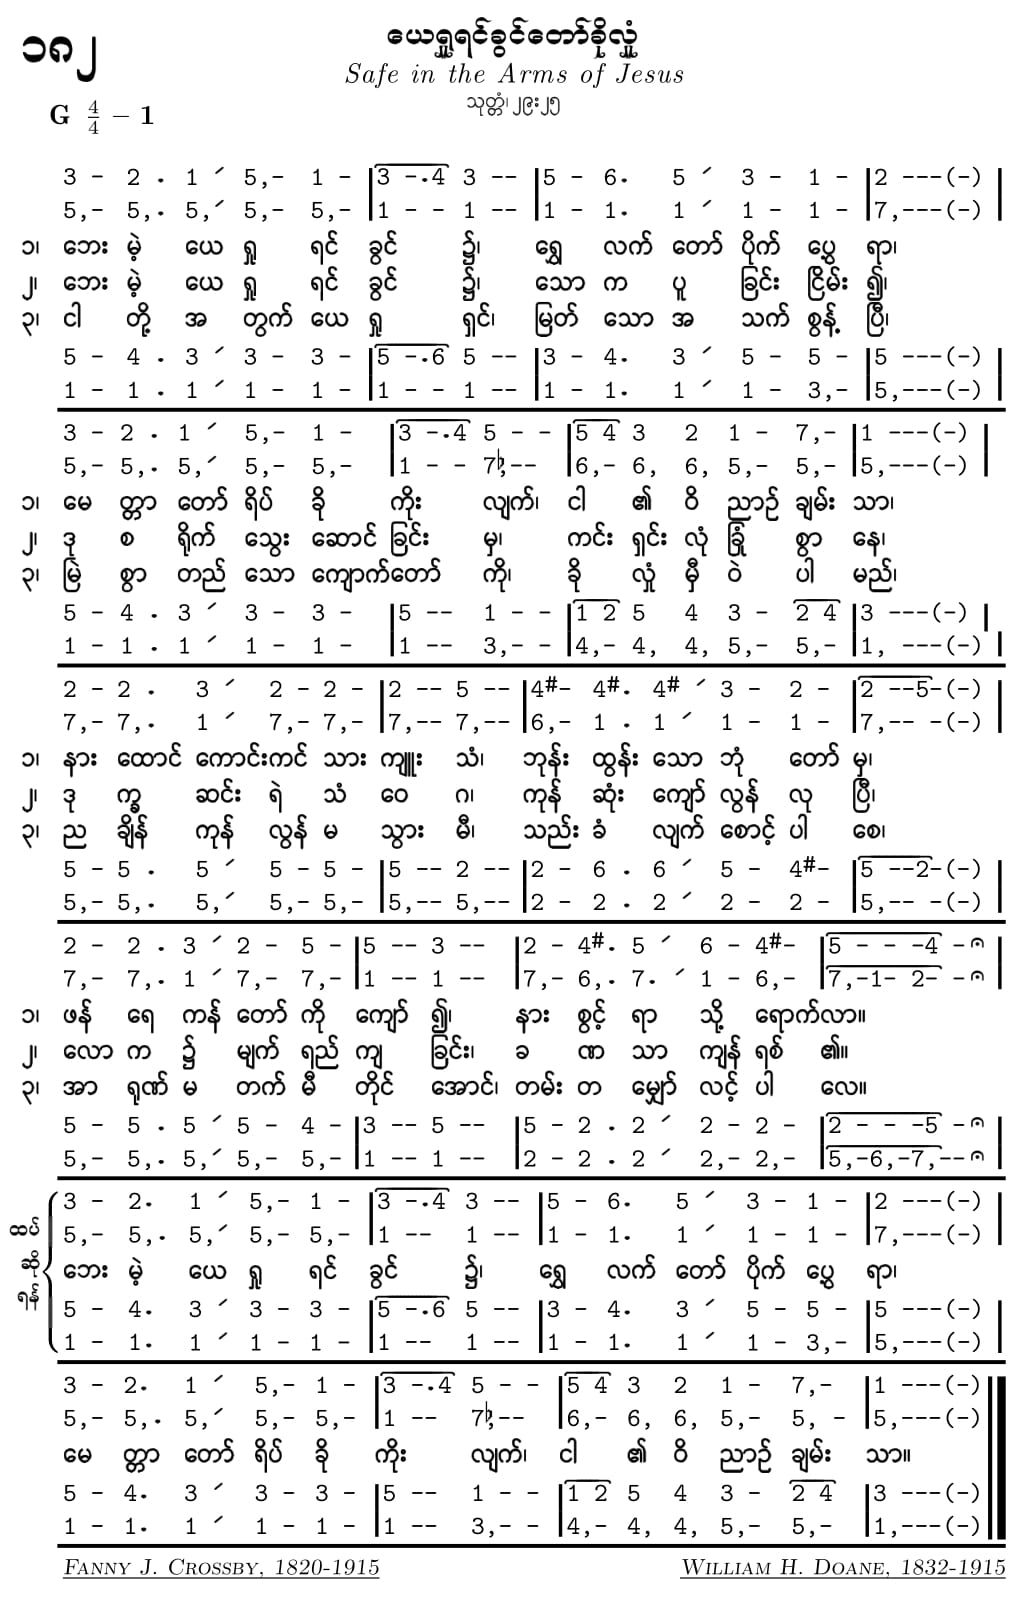 ၁၈၂
ယေရှုရင်ခွင်တော်ခိုလှုံ
Safe in the Arms of Jesus
သုတ္တံ၊ ၂၉း၂၅
G 4/4 – 1
3 – 2 . 1 ´ 5,– 1 – |3 –.4 3 –– |5 – 6. 5 ´ 3 – 1 – |2 –––(–) |
5,– 5,. 5,´ 5,– 5,– |1 – – 1 –– |1 – 1. 1 ´ 1 – 1 – |7,–––(–) |
၁၊ ဘေး မဲ့ ယေ ရှု ရင် ခွင် ၌၊ ရွှေ လက် တော် ပိုက် ပွေ့ ရာ၊
၂၊ ဘေး မဲ့ ယေ ရှု ရင် ခွင် ၌၊ သော က ပူ ခြင်း ငြိမ်း ၍၊
၃၊ ငါ တို့ အ တွက် ယေ ရှု ရှင်၊ မြတ် သော အ သက် စွန့် ပြီ၊
5 – 4 . 3 ´ 3 – 3 – |5 –.6 5 –– |3 – 4. 3 ´ 5 – 5 – |5 –––(–) |
1 – 1 . 1 ´ 1 – 1 – |1 – – 1 –– |1 – 1. 1 ´ 1 – 3,– |5,–––(–) |
3 – 2 . 1 ´ 5,– 1 – |3 –.4 5 – – |5 4 3 2 1 – 7,– |1 –––(–) |
5,– 5,. 5,´ 5,– 5,– |1 – – 7♭,–– |6,– 6, 6, 5,– 5,– |5,–––(–) |
၁၊ မေ တ္တာ တော် ရိပ် ခို ကိုး လျက်၊ ငါ ၏ ဝိ ညာဉ် ချမ်း သာ၊
၂၊ ဒု စ ရိုက် သွေး ဆောင် ခြင်း မှ၊ ကင်း ရှင်း လုံ ခြုံ စွာ နေ၊
၃၊ မြဲ စွာ တည် သော ကျောက်တော် ကို၊ ခို လှုံ မှီ ဝဲ ပါ မည်၊
5 – 4 . 3 ´ 3 – 3 – |5 –– 1 – – |1 2 5 4 3 – 2 4 |3 –––(–) |
1 – 1 . 1 ´ 1 – 1 – |1 –– 3,– – |4,– 4, 4, 5,– 5,– |1, –––(–) |
2 – 2 . 3 ´ 2 – 2 – |2 –– 5 –– |4#– 4#. 4# ´ 3 – 2 – |2 ––5–(–) |
7,– 7,. 1 ´ 7,– 7,– |7,–– 7,–– |6,– 1 . 1 ´ 1 – 1 – |7,–– –(–) |
၁၊ နား ထောင် ကောင်းကင် သား ကျူး သံ၊ ဘုန်း ထွန်း သော ဘုံ တော် မှ၊
၂၊ ဒု က္ခ ဆင်း ရဲ သံ ဝေ ဂ၊ ကုန် ဆုံး ကျော် လွန် လု ပြီ၊
၃၊ ည ချိန် ကုန် လွန် မ သွား မီ၊ သည်း ခံ လျက် စောင့် ပါ စေ၊
5 – 5 . 5 ´ 5 – 5 – |5 –– 2 –– |2 – 6 . 6 ´ 5 – 4#– |5 ––2–(–) |
5,– 5,. 5,´ 5,– 5,– |5,–– 5,–– |2 – 2 . 2 ´ 2 – 2 – |5,–– –(–) |
2 – 2 . 3 ´ 2 – 5 – |5 –– 3 –– |2 – 4#. 5 ´ 6 – 4#– |5 – – –4 –𝄐 |
7,– 7,. 1 ´ 7,– 7,– |1 –– 1 –– |7,– 6,. 7. ´ 1 – 6,– |7,–1– 2– –𝄐 |
၁၊ ဖန် ရေ ကန် တော် ကို ကျော် ၍၊ နား စွင့် ရာ သို့ ရောက်လာ။
၂၊ လော က ၌ မျက် ရည် ကျ ခြင်း၊ ခ ဏ သာ ကျန် ရစ် ၏။
၃၊ အာ ရုဏ် မ တက် မီ တိုင် အောင်၊ တမ်း တ မျှော် လင့် ပါ လေ။
5 – 5 . 5 ´ 5 – 4 – |3 –– 5 –– |5 – 2 . 2 ´ 2 – 2 – |2 – – –5 –𝄐 |
5,– 5,. 5,´ 5,– 5,– |1 –– 1 –– |2 – 2 . 2 ´ 2,– 2,– |5,–6,–7,––𝄐 |
ထပ် ဆို ရန်
3 – 2. 1 ´ 5,– 1 – |3 –.4 3 –– |5 – 6. 5 ´ 3 – 1 – |2 –––(–) |
5,– 5,. 5,´ 5,– 5,– |1 –– 1 –– |1 – 1. 1 ´ 1 – 1 – |7,–––(–) |
ဘေး မဲ့ ယေ ရှု ရင် ခွင် ၌၊ ရွှေ လက် တော် ပိုက် ပွေ့ ရာ၊
5 – 4. 3 ´ 3 – 3 – |5 –.6 5 –– |3 – 4. 3 ´ 5 – 5 – |5 –––(–) |
1 – 1. 1 ´ 1 – 1 – |1 –– 1 –– |1 – 1. 1 ´ 1 – 3,– |5,–––(–) |
3 – 2. 1 ´ 5,– 1 – |3 –.4 5 – – |5 4 3 2 1 – 7,– |1 –––(–)
5,– 5,. 5,´ 5,– 5,– |1 –– 7♭,–– |6,– 6, 6, 5,– 5, – |5,–––(–)
မေ တ္တာ တော် ရိပ် ခို ကိုး လျက်၊ ငါ ၏ ဝိ ညာဉ် ချမ်း သာ။
5 – 4. 3 ´ 3 – 3 – |5 –– 1 – – |1 2 5 4 3 – 2 4 |3 –––(–)
1 – 1. 1 ´ 1 – 1 – |1 –– 3,– – |4,– 4, 4, 5,– 5,– |1,–––(–)
FANNY J. CROSSBY, 1820-1915
WILLIAM H. DOANE, 1832-1915